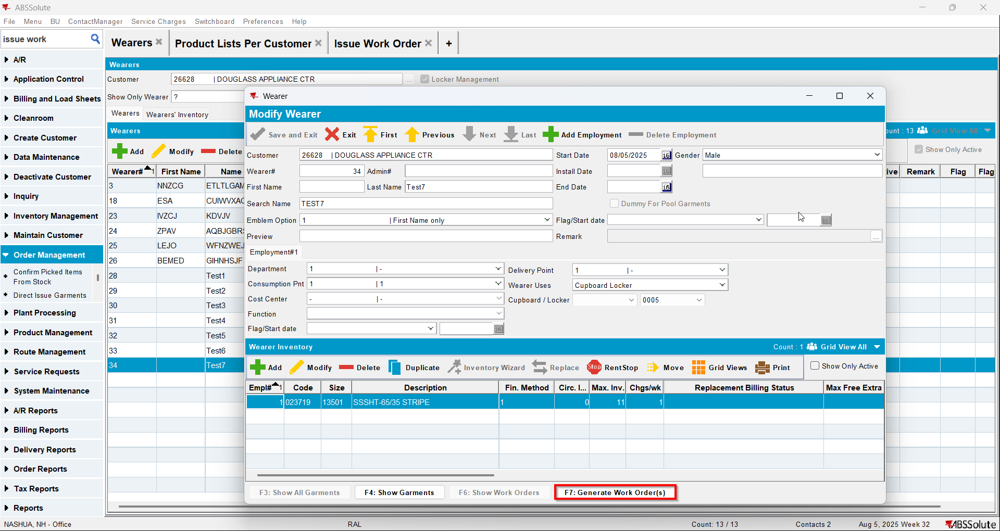 ABSSolute
File Menu BU ContactManager Service Charges Switchboard Preferences Help
issue work
Wearers Product Lists Per Customer Issue Work Order +
A/R
Application Control
Billing and Load Sheets
Cleanroom
Create Customer
Data Maintenance
Deactivate Customer
Inquiry
Inventory Management
Maintain Customer
Order Management
Confirm Picked Items
From Stock
Direct Issue Garments
Plant Processing
Product Management
Route Management
Service Requests
System Maintenance
A/R Reports
Billing Reports
Delivery Reports
Order Reports
Tax Reports
Reports
Wearers
Customer 26628 | DOUGLASS APPLIANCE CTR ... Locker Management
Show Only Wearer ?
Wearers Wearers' Inventory
Wearers ount : 13 Grid View All
Add Modify Delete Show Only Active
Wearer# 1 First Name Name ive Remark Flag Flag
3 NNZCG ETLTLGAM
18 ESA CUIWVXAC
23 IVZCJ KDVJV
24 ZPAV AQBJGBRS
25 LEJO WFNZWEJ
26 BEMED GIHNHSJF
28 Test1
29 Test2
30 Test3
31 Test4
32 Test5
33 Test6
34 Test7
Wearer
Modify Wearer
Save and Exit Exit First Previous Next Last Add Employment Delete Employment
Customer 26628 | DOUGLASS APPLIANCE CTR Start Date 08/05/2025 16 Gender Male
Wearer# 34 Admin# Install Date 16
First Name Last Name Test7 End Date 16
Search Name TEST7 Dummy For Pool Garments
Emblem Option 1 | First Name only Flag/Start date 16
Preview Remark ...
Employment#1
Department 1 | - Delivery Point 1 | -
Consumption Pnt 1 | 1 Wearer Uses Cupboard Locker
Cost Center - | - Cupboard / Locker 0005
Function
Flag/Start date 16
Wearer Inventory Count : 1 Grid View All
Add Modify Delete Duplicate Inventory Wizard Replace Stop RentStop Move Grid Views Print Show Only Active
Empl# 1 Code Size Description Fin. Method Circ. I... Max. Inv. Chgs/wk Replacement Billing Status Max Free Extra
1 023719 13501 SSSHT-65/35 STRIPE 1 0 11 1
F3: Show All Garments F4: Show Garments F6: Show Work Orders F7: Generate Work Order(s)
NASHUA, NH - Office RAL Count: 13 / 13 Contacts 2 Aug 5, 2025 Week 32 ABSSolute